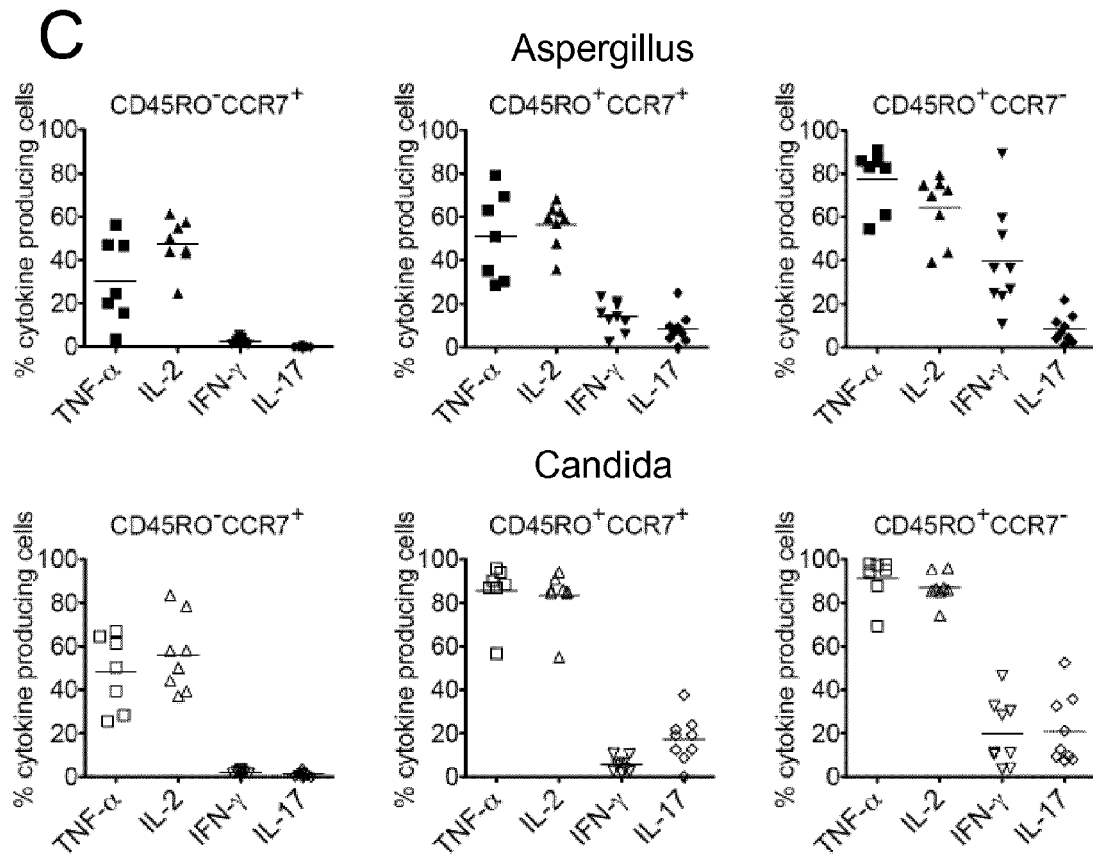 C
Aspergillus
CD45RO⁻CCR7⁺
% cytokine producing cells
100
80
60
40
20
0
TNF-α
IL-2
IFN-γ
IL-17
CD45RO⁺CCR7⁺
% cytokine producing cells
100
80
60
40
20
0
TNF-α
IL-2
IFN-γ
IL-17
CD45RO⁺CCR7⁻
% cytokine producing cells
100
80
60
40
20
0
TNF-α
IL-2
IFN-γ
IL-17
Candida
CD45RO⁻CCR7⁺
% cytokine producing cells
100
80
60
40
20
0
TNF-α
IL-2
IFN-γ
IL-17
CD45RO⁺CCR7⁺
% cytokine producing cells
100
80
60
40
20
0
TNF-α
IL-2
IFN-γ
IL-17
CD45RO⁺CCR7⁻
% cytokine producing cells
100
80
60
40
20
0
TNF-α
IL-2
IFN-γ
IL-17